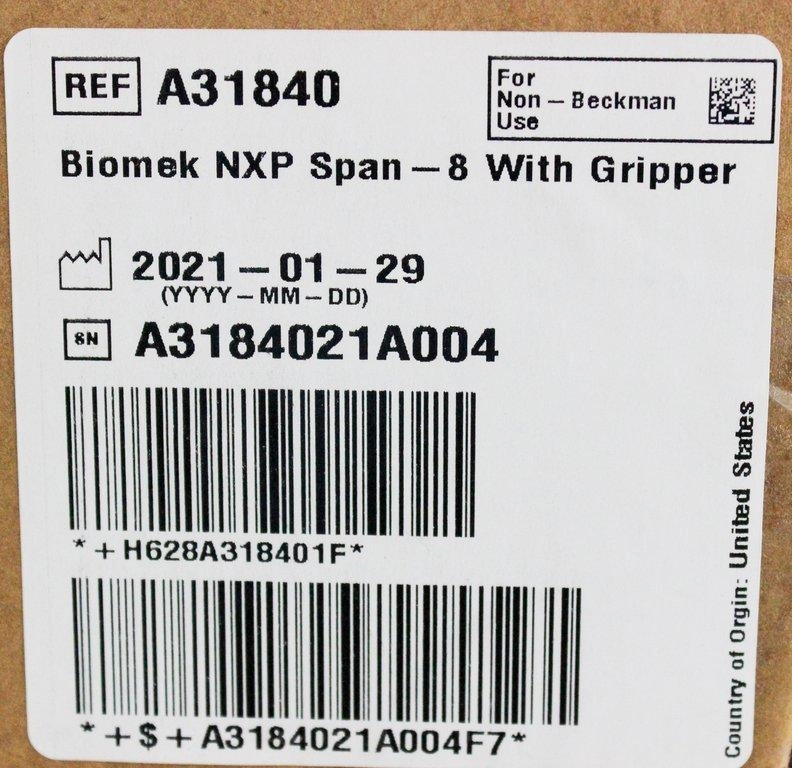 REF A31840
For
Non-Beckman
Use
Biomek NXP Span-8 With Gripper
2021-01-29
(YYYY-MM-DD)
SN A3184021A004
*+H628A318401F*
*+$+A3184021A004F7*
Country of Orgin: United States